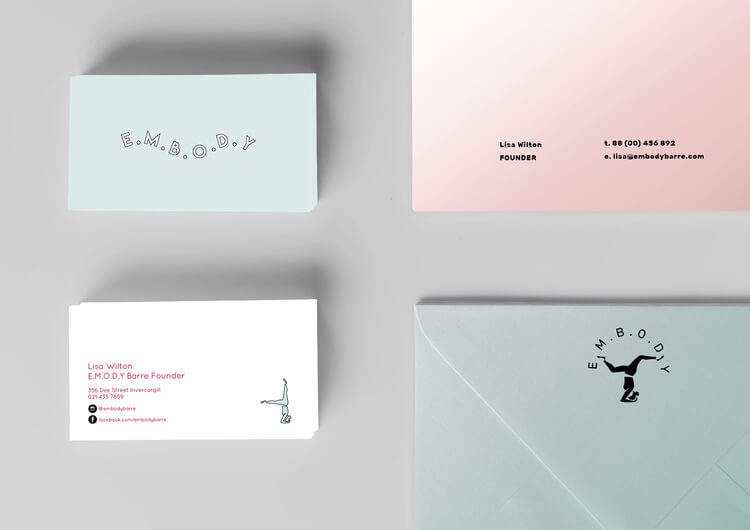 E.M.B.O.D.Y
Lisa Wilton
FOUNDER
t. 88 (00) 456 892
e. lisa@embodybarre.com
Lisa Wilton
E.M.O.D.Y Barre Founder
356 Dee Street Invercargill
021 435 7859
@embodybarre
facebook.com/embodybarre
E.M.B.O.D.Y